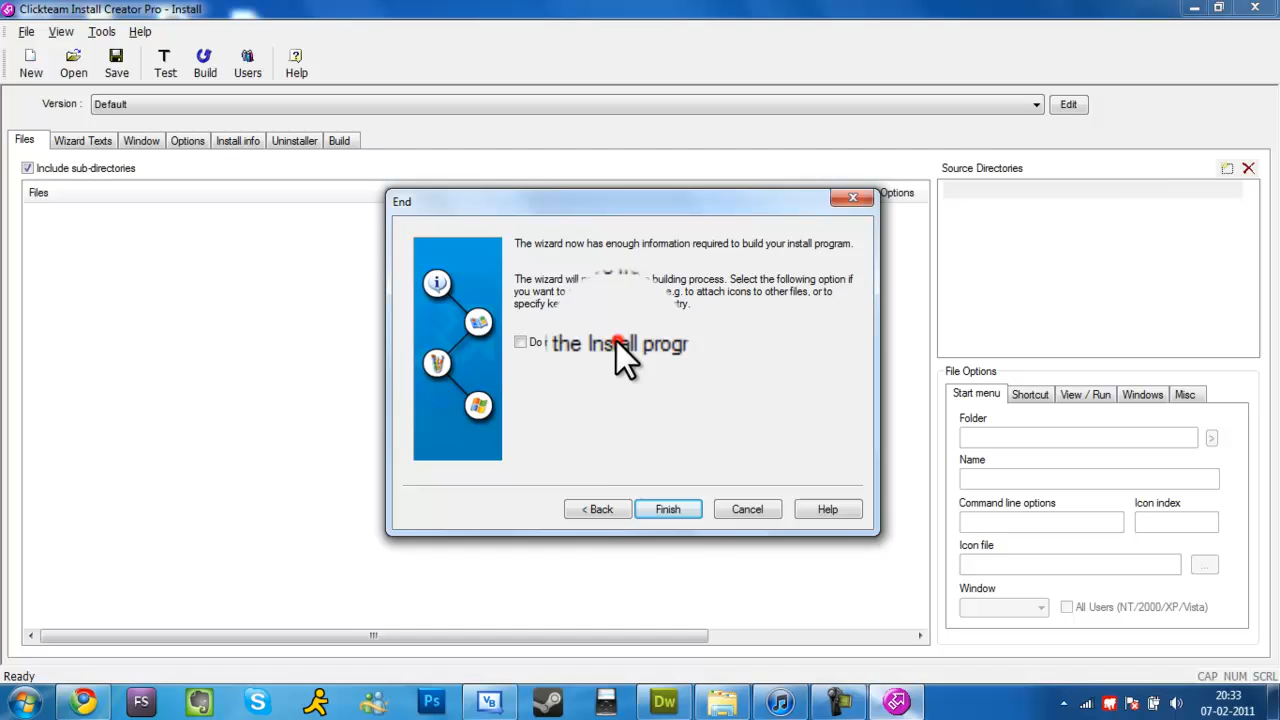 Clickteam Install Creator Pro - Install
File View Tools Help
New Open Save Test Build Users Help
Version : Default Edit
Files Wizard Texts Window Options Install info Uninstaller Build
Include sub-directories
Source Directories
Files
Options
End
The wizard now has enough information required to build your install program.
The wizard will building process. Select the following option if
you want to e.g. to attach icons to other files, or to
specify
Do the Install progr
< Back Finish Cancel Help
File Options
Start menu Shortcut View / Run Windows Misc
Folder
>
Name
Command line options Icon index
Icon file
...
Window
All Users (NT/2000/XP/Vista)
Ready
CAP NUM SCRL
FS Ps VB Dw
20:33
07-02-2011